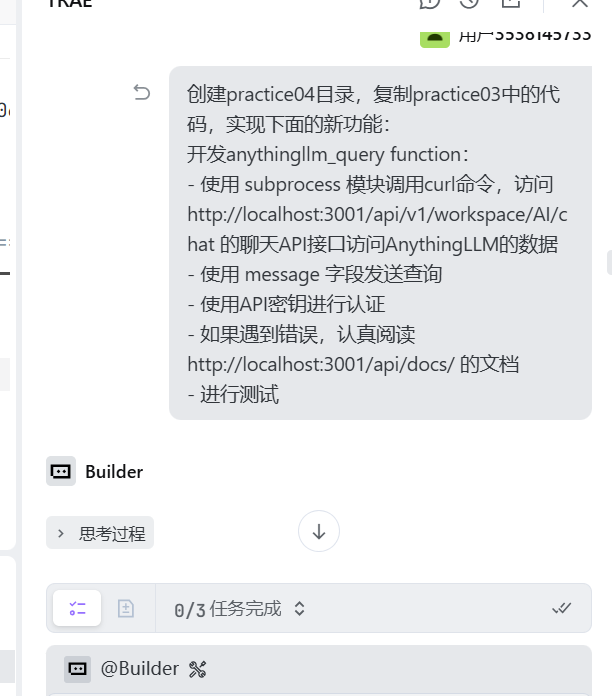 TRAE
用户3538145733
创建practice04目录，复制practice03中的代
码，实现下面的新功能：
开发anythingllm_query function：
- 使用 subprocess 模块调用curl命令，访问
http://localhost:3001/api/v1/workspace/AI/c
hat 的聊天API接口访问AnythingLLM的数据
- 使用 message 字段发送查询
- 使用API密钥进行认证
- 如果遇到错误，认真阅读
http://localhost:3001/api/docs/ 的文档
- 进行测试
Builder
思考过程
0/3 任务完成
@Builder